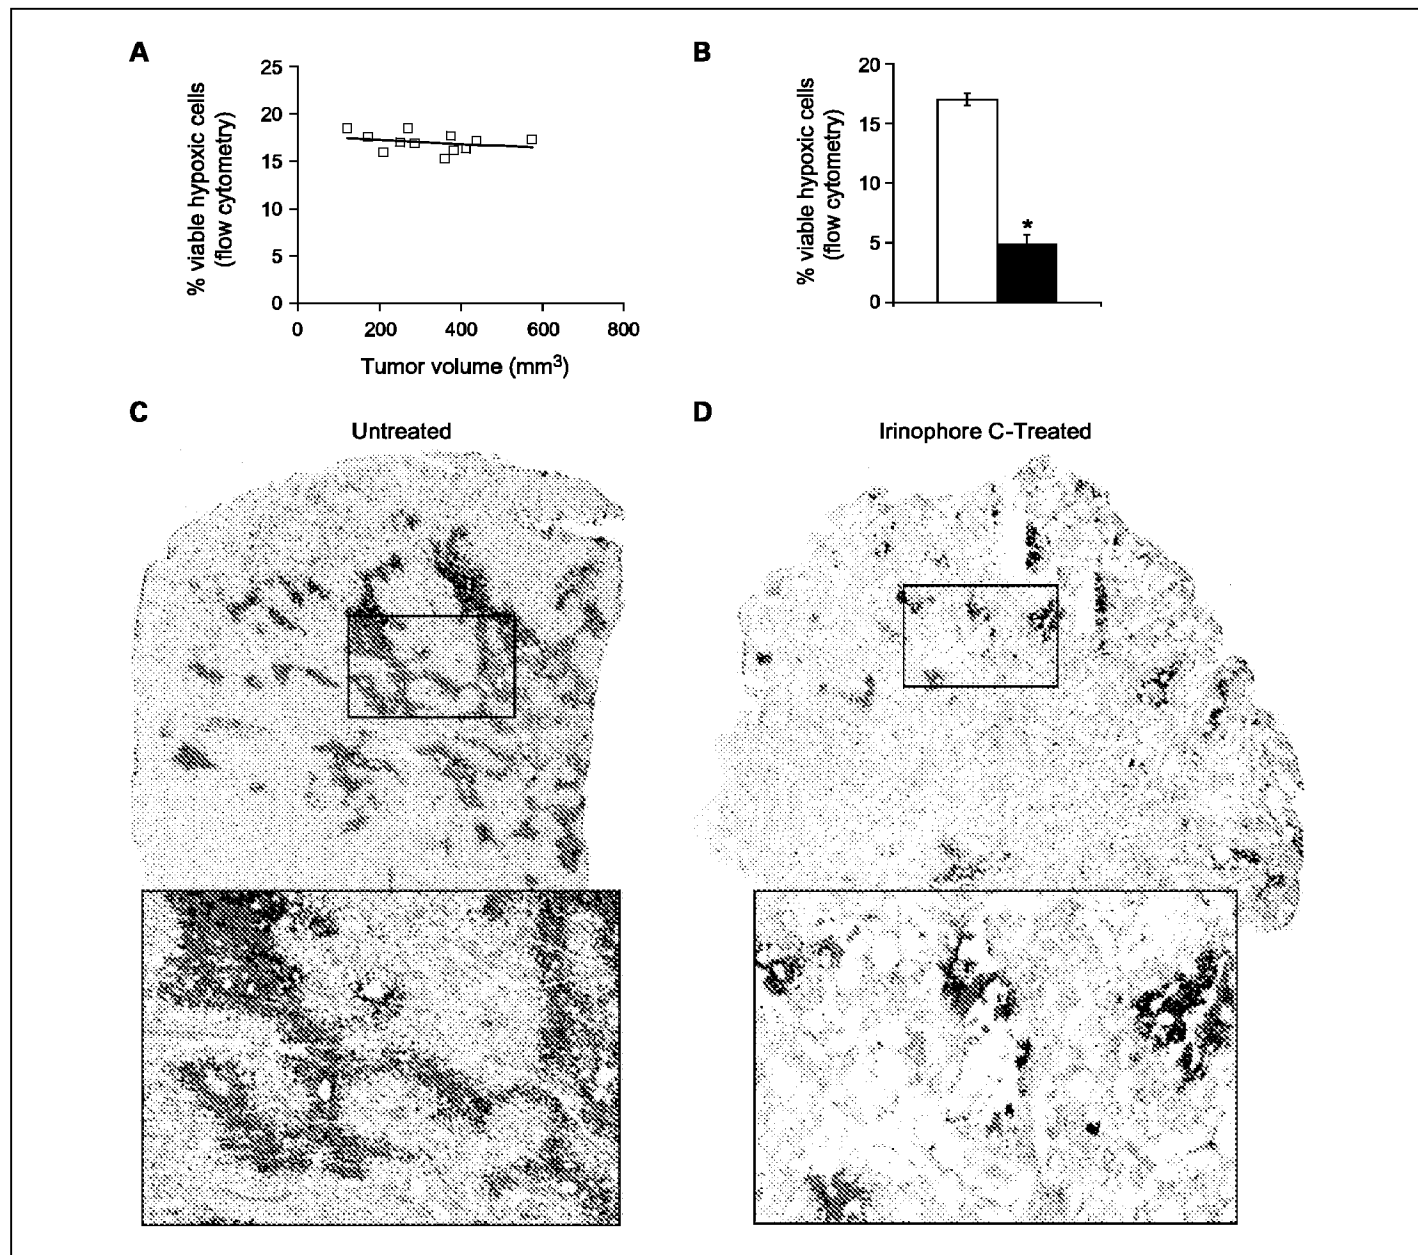 A
25
20
15
10
5
0
0 200 400 600 800
% viable hypoxic cells
(flow cytometry)
Tumor volume (mm³)
B
20
15
10
5
0
% viable hypoxic cells
(flow cytometry)
*
C
Untreated
D
Irinophore C-Treated